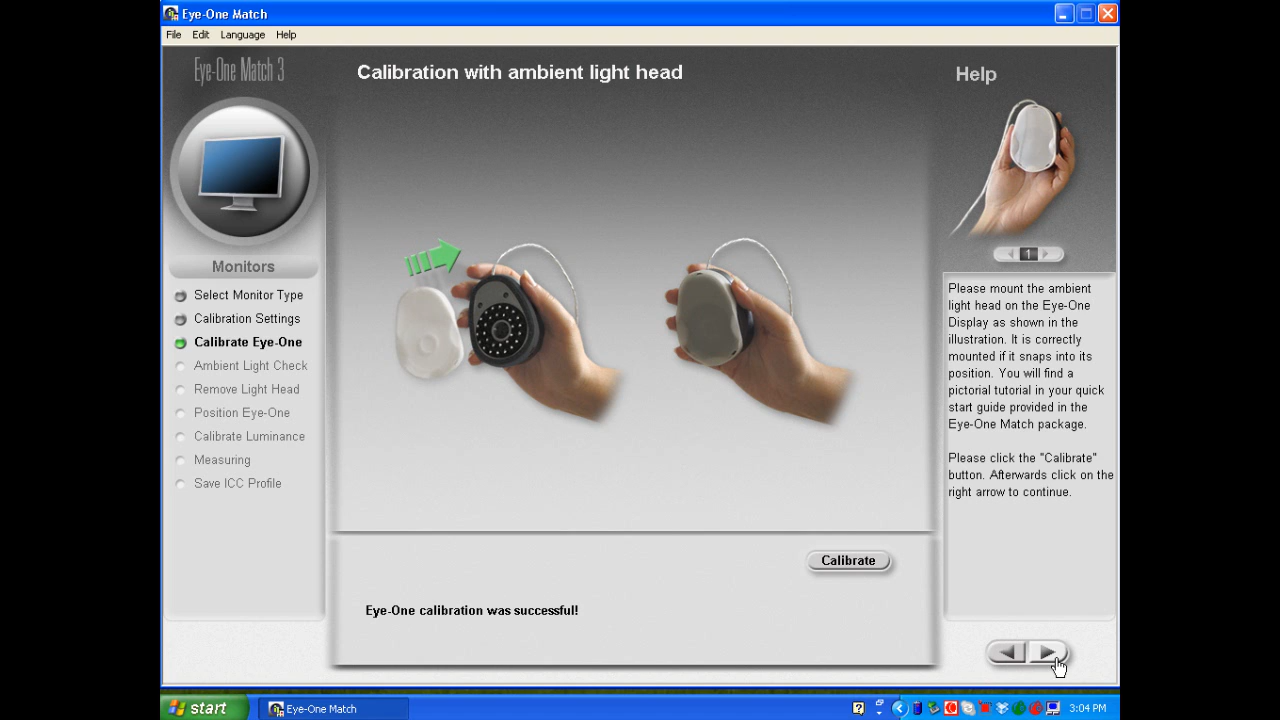 Eye-One Match
File Edit Language Help
Eye-One Match 3
Calibration with ambient light head
Help
Monitors
Select Monitor Type
Calibration Settings
Calibrate Eye-One
Ambient Light Check
Remove Light Head
Position Eye-One
Calibrate Luminance
Measuring
Save ICC Profile
Calibrate
Eye-One calibration was successful!
1
Please mount the ambient
light head on the Eye-One
Display as shown in the
illustration. It is correctly
mounted if it snaps into its
position. You will find a
pictorial tutorial in your quick
start guide provided in the
Eye-One Match package.
Please click the "Calibrate"
button. Afterwards click on the
right arrow to continue.
start
Eye-One Match
3:04 PM